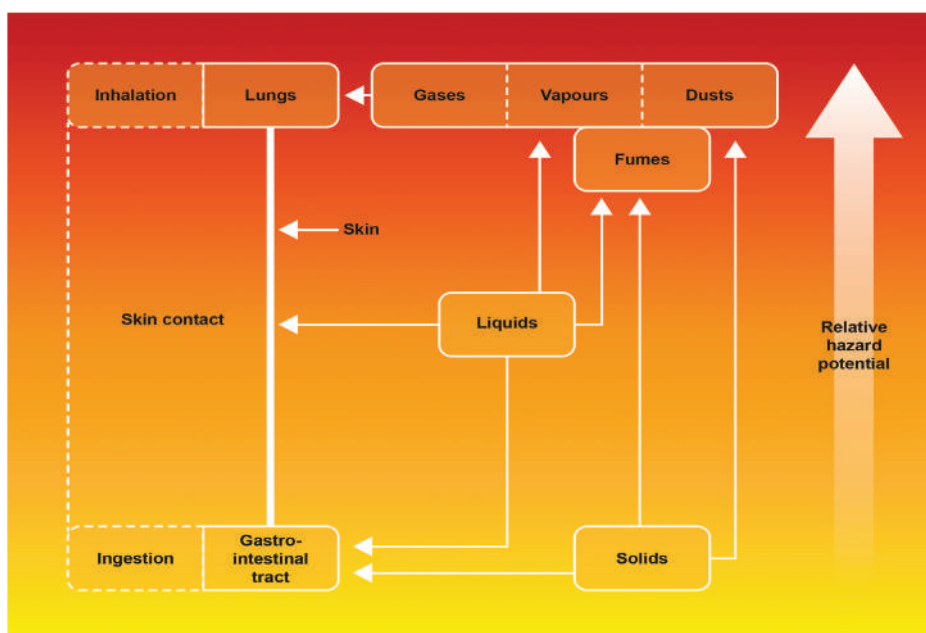 Inhalation
Lungs
Gases
Vapours
Dusts
Fumes
Skin
Skin contact
Liquids
Relative
hazard
potential
Ingestion
Gastro-
intestinal
tract
Solids